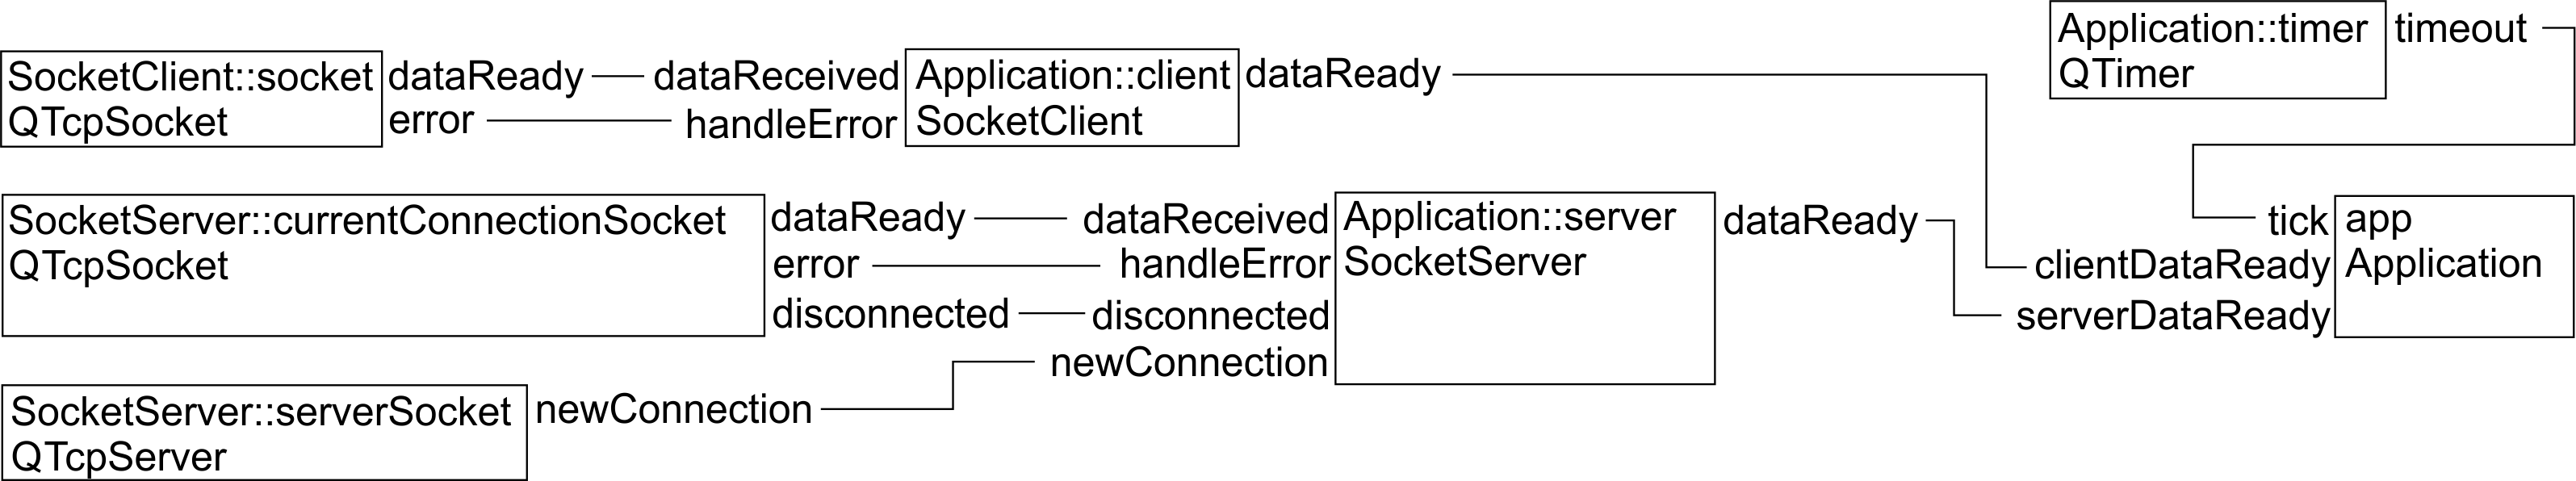 Application::timer timeout
QTimer
SocketClient::socket dataReady dataReceived Application::client dataReady
QTcpSocket error handleError SocketClient
SocketServer::currentConnectionSocket dataReady dataReceived Application::server dataReady tick app
QTcpSocket error handleError SocketServer clientDataReady Application
disconnected disconnected serverDataReady
newConnection
SocketServer::serverSocket newConnection
QTcpServer